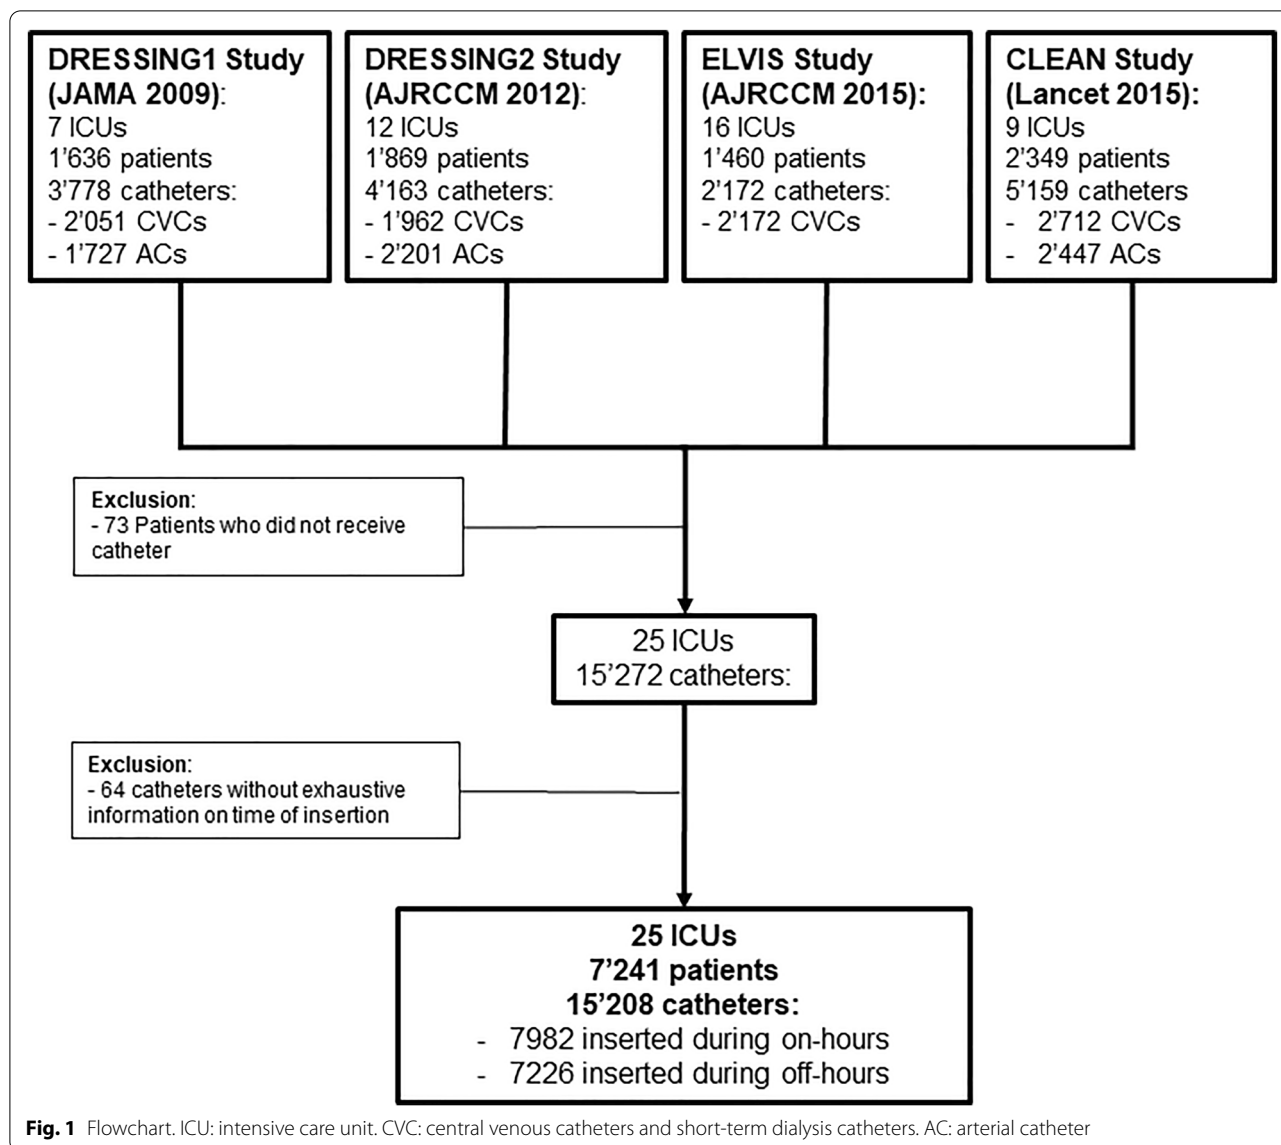 DRESSING1 Study
(JAMA 2009):
7 ICUs
1'636 patients
3'778 catheters:
- 2'051 CVCs
- 1'727 ACs
DRESSING2 Study
(AJRCCM 2012):
12 ICUs
1'869 patients
4'163 catheters:
- 1'962 CVCs
- 2'201 ACs
ELVIS Study
(AJRCCM 2015):
16 ICUs
1'460 patients
2'172 catheters:
- 2'172 CVCs
CLEAN Study
(Lancet 2015):
9 ICUs
2'349 patients
5'159 catheters
- 2'712 CVCs
- 2'447 ACs
Exclusion:
- 73 Patients who did not receive
catheter
25 ICUs
15'272 catheters:
Exclusion:
- 64 catheters without exhaustive
information on time of insertion
25 ICUs
7'241 patients
15'208 catheters:
- 7982 inserted during on-hours
- 7226 inserted during off-hours
Fig. 1 Flowchart. ICU: intensive care unit. CVC: central venous catheters and short-term dialysis catheters. AC: arterial catheter